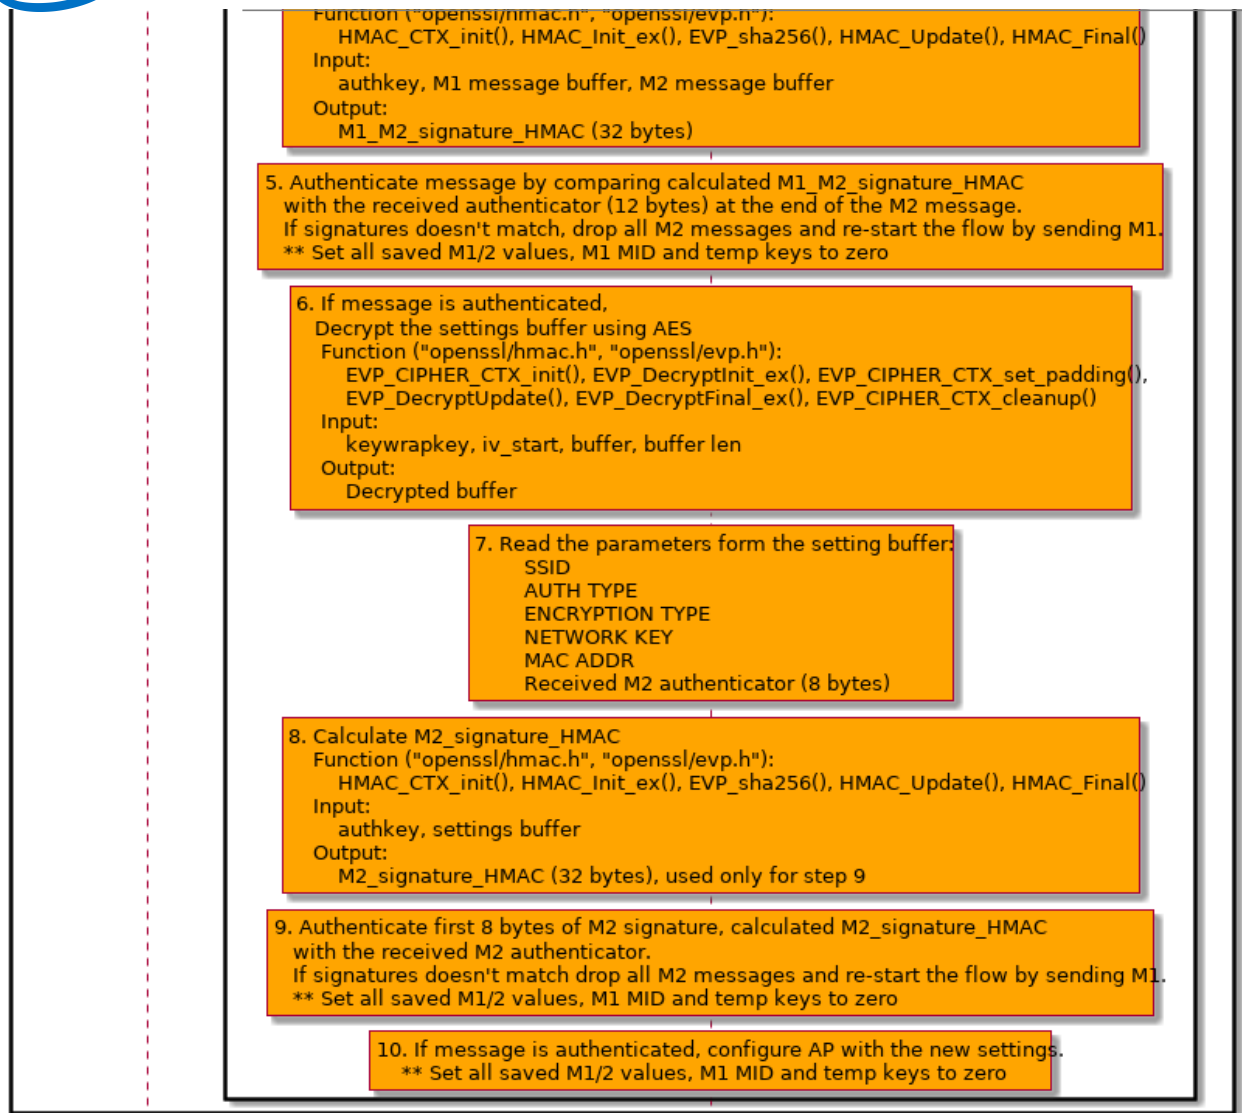 Function ("openssl/hmac.h", "openssl/evp.h"):
HMAC_CTX_init(), HMAC_Init_ex(), EVP_sha256(), HMAC_Update(), HMAC_Final()
Input:
authkey, M1 message buffer, M2 message buffer
Output:
M1_M2_signature_HMAC (32 bytes)
5. Authenticate message by comparing calculated M1_M2_signature_HMAC
with the received authenticator (12 bytes) at the end of the M2 message.
If signatures doesn't match, drop all M2 messages and re-start the flow by sending M1.
** Set all saved M1/2 values, M1 MID and temp keys to zero
6. If message is authenticated,
Decrypt the settings buffer using AES
Function ("openssl/hmac.h", "openssl/evp.h"):
EVP_CIPHER_CTX_init(), EVP_DecryptInit_ex(), EVP_CIPHER_CTX_set_padding(),
EVP_DecryptUpdate(), EVP_DecryptFinal_ex(), EVP_CIPHER_CTX_cleanup()
Input:
keywrapkey, iv_start, buffer, buffer len
Output:
Decrypted buffer
7. Read the parameters form the setting buffer:
SSID
AUTH TYPE
ENCRYPTION TYPE
NETWORK KEY
MAC ADDR
Received M2 authenticator (8 bytes)
8. Calculate M2_signature_HMAC
Function ("openssl/hmac.h", "openssl/evp.h"):
HMAC_CTX_init(), HMAC_Init_ex(), EVP_sha256(), HMAC_Update(), HMAC_Final()
Input:
authkey, settings buffer
Output:
M2_signature_HMAC (32 bytes), used only for step 9
9. Authenticate first 8 bytes of M2 signature, calculated M2_signature_HMAC
with the received M2 authenticator.
If signatures doesn't match drop all M2 messages and re-start the flow by sending M1.
** Set all saved M1/2 values, M1 MID and temp keys to zero
10. If message is authenticated, configure AP with the new settings.
** Set all saved M1/2 values, M1 MID and temp keys to zero